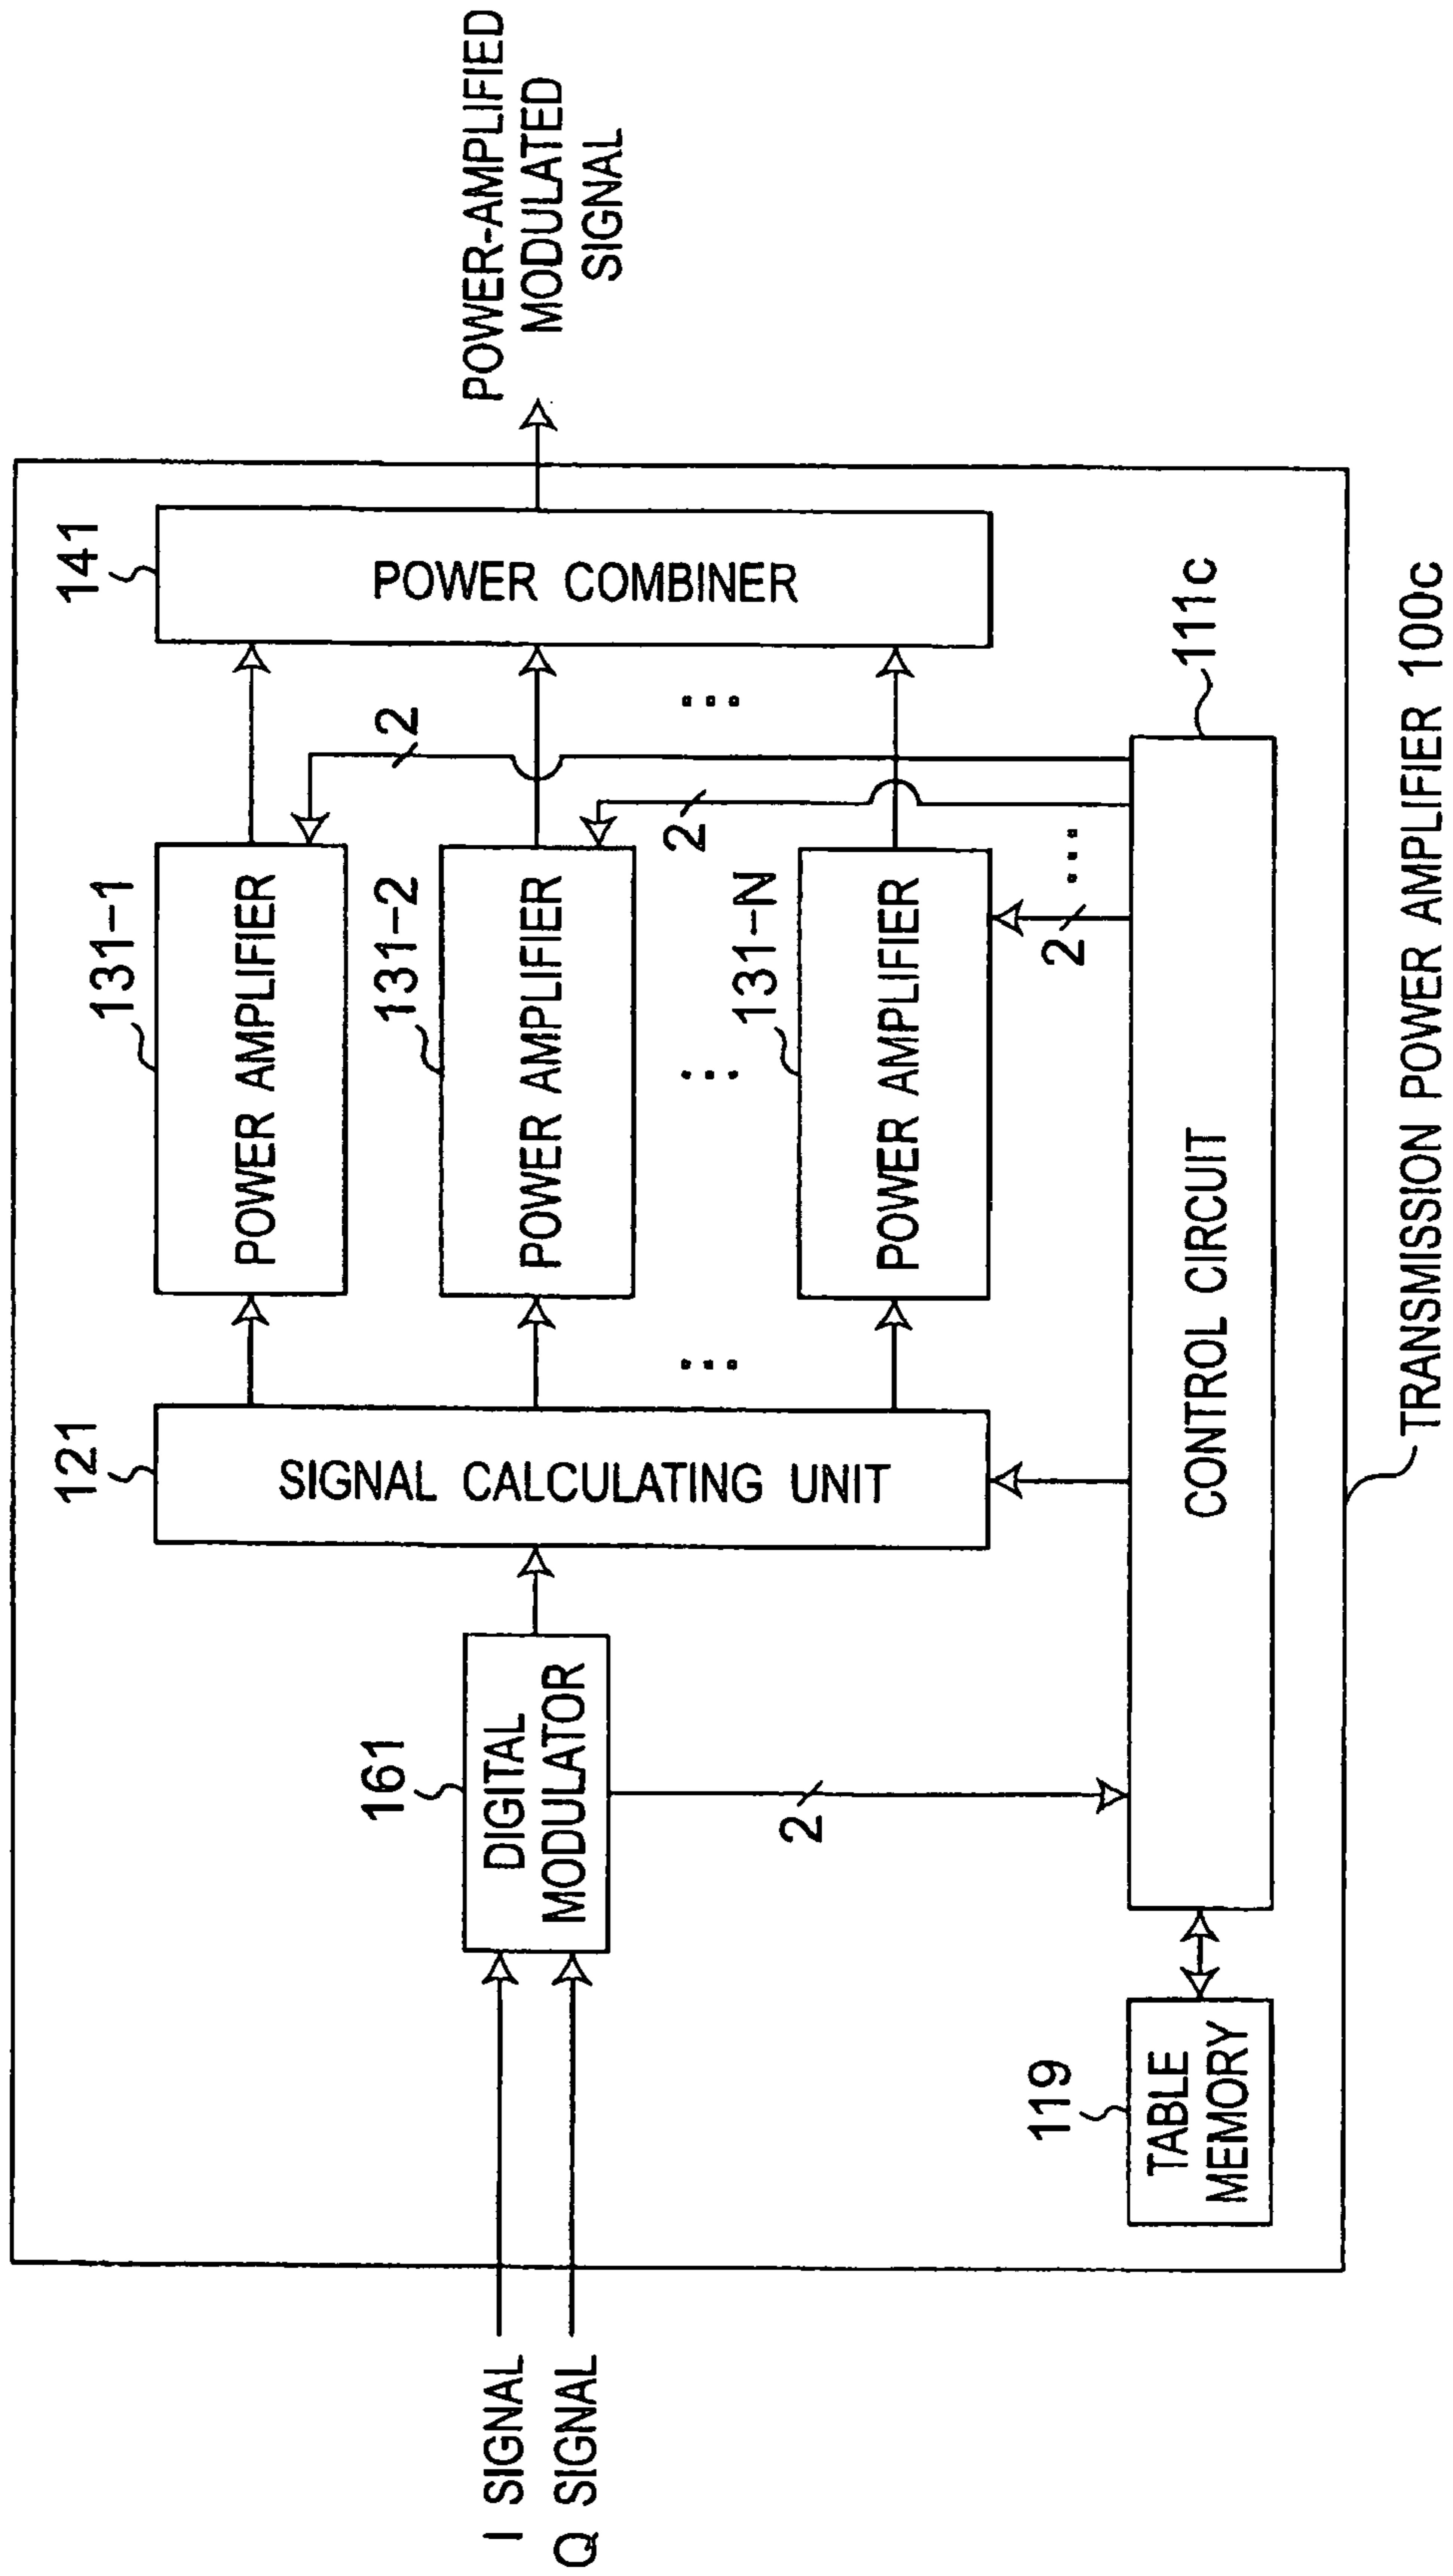 I SIGNAL
Q SIGNAL
161
DIGITAL
MODULATOR
2
119
TABLE
MEMORY
121
SIGNAL CALCULATING UNIT
131-1
POWER AMPLIFIER
131-2
POWER AMPLIFIER
131-N
POWER AMPLIFIER
...
...
...
...
2
2
2
141
POWER COMBINER
111c
CONTROL CIRCUIT
POWER-AMPLIFIED
MODULATED
SIGNAL
TRANSMISSION POWER AMPLIFIER 100c